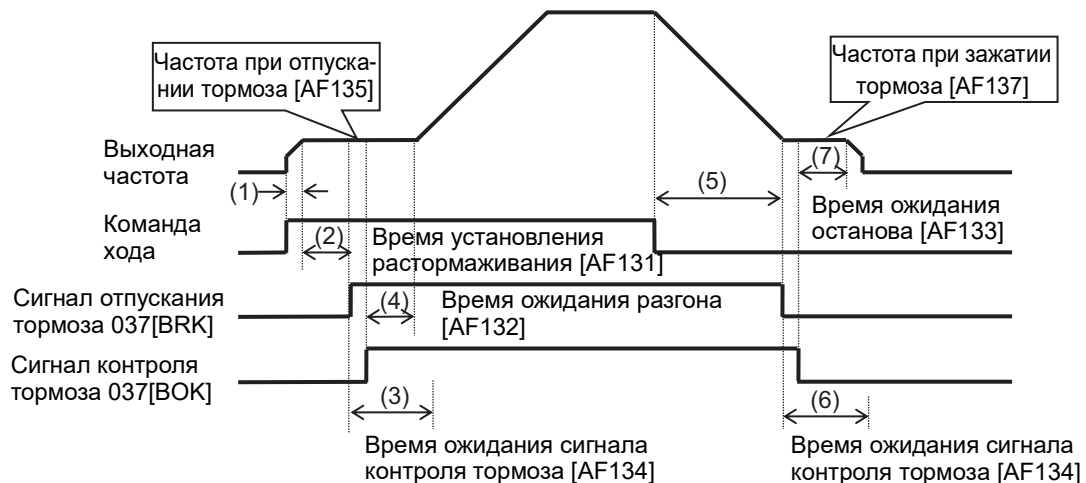 Частота при отпуска-
нии тормоза [AF135]
Частота при зажатии
тормоза [AF137]
Выходная
частота
(1)
(5)
(7)
Время ожидания
останова [AF133]
Команда
хода
(2)
Время установления
растормаживания [AF131]
Сигнал отпускания
тормоза 037[BRK]
(4)
Время ожидания разгона
[AF132]
Сигнал контроля
тормоза 037[BOK]
(3)
(6)
Время ожидания сигнала
контроля тормоза [AF134]
Время ожидания сигнала
контроля тормоза [AF134]